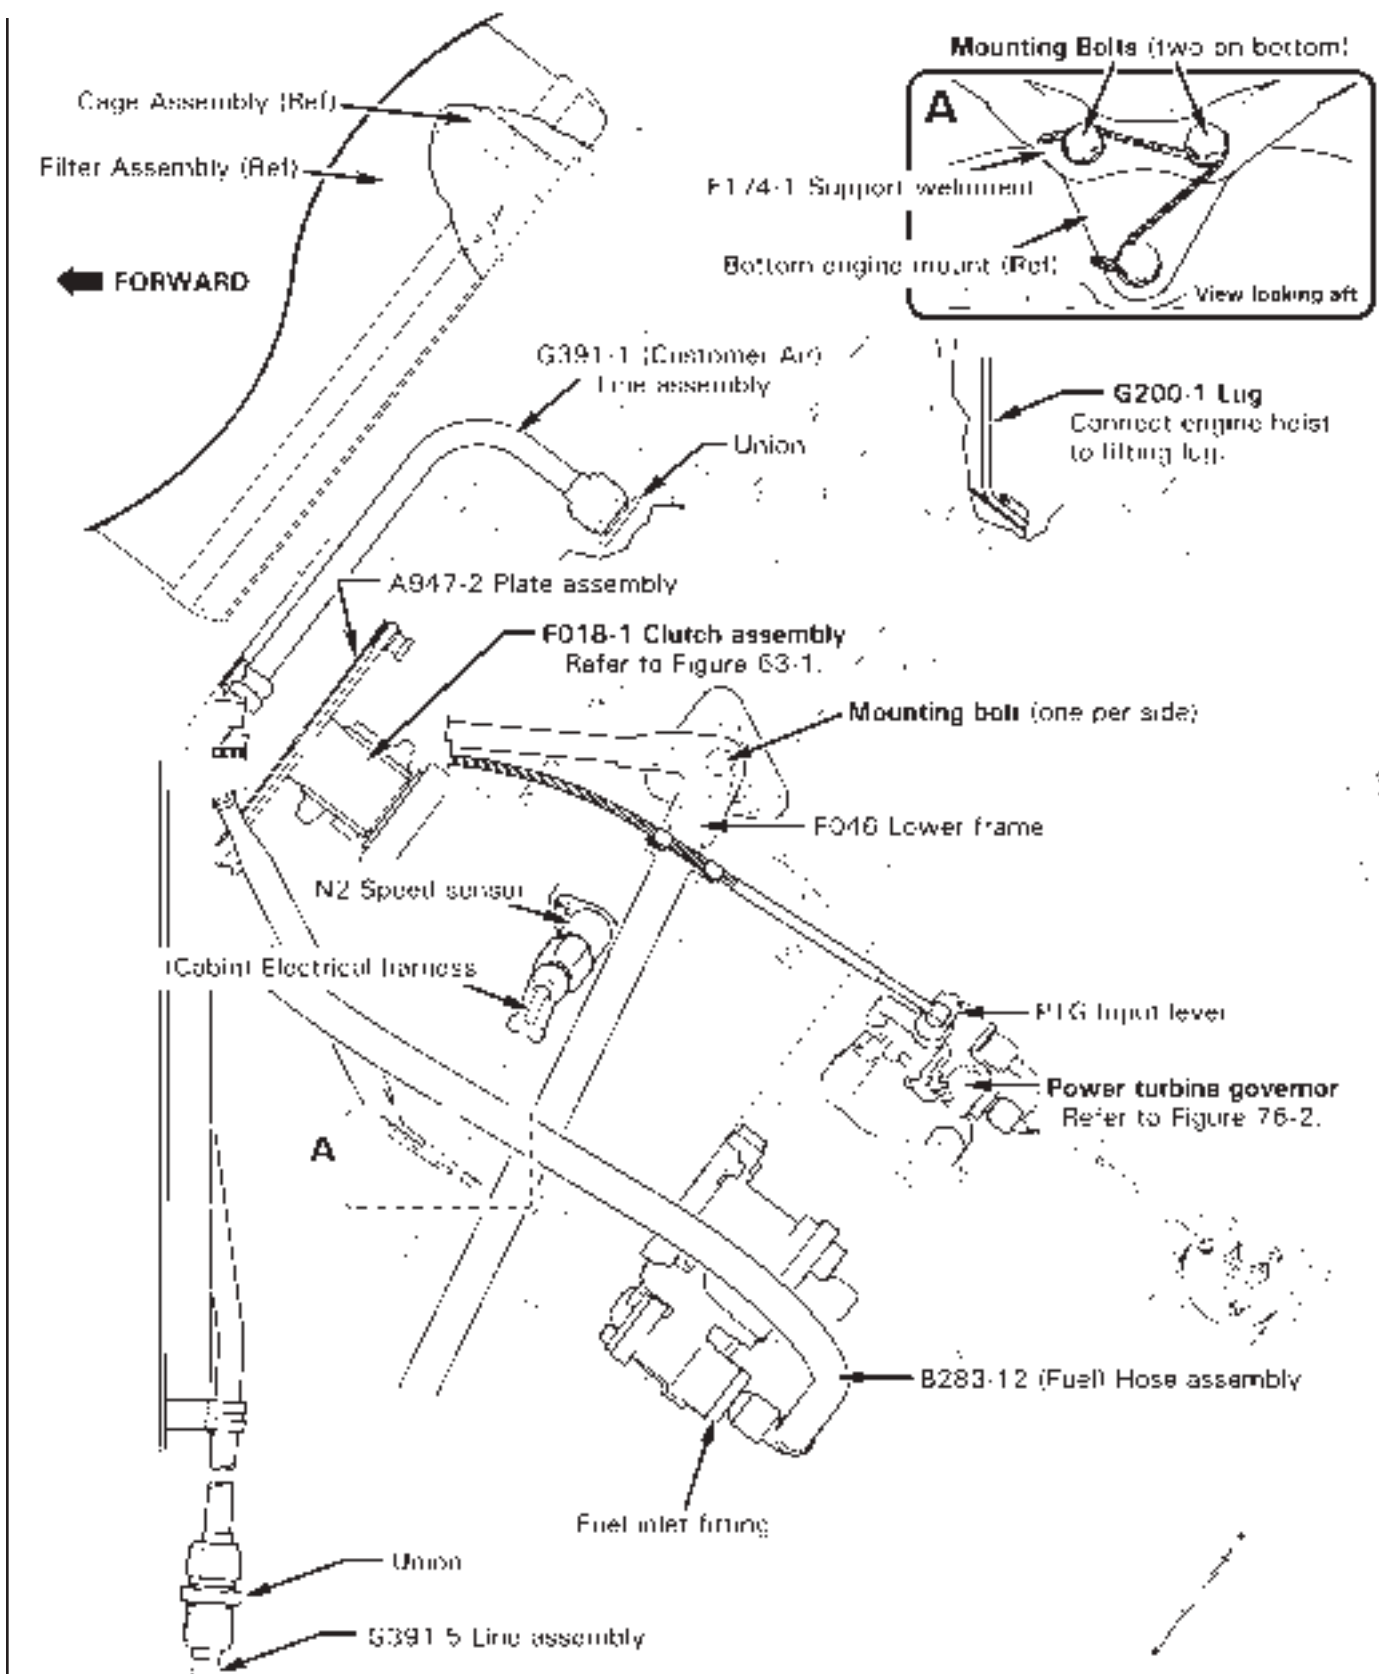 Mounting Bolts (two on bottom)
Cage Assembly (Ref)
A
Filter Assembly (Ref)
F174-1 Support weldment
Bottom engine mount (Ref)
FORWARD
View looking aft
G391-1 (Customer Air)
Line assembly
G200-1 Lug
Connect engine hoist
to lifting lug.
Union
A947-2 Plate assembly
F018-1 Clutch assembly
Refer to Figure 63-1.
Mounting bolt (one per side)
F046 Lower frame
N2 Speed sensor
(Cabin) Electrical harness
PTG Input lever
Power turbine governor
Refer to Figure 76-2.
A
B283-12 (Fuel) Hose assembly
Fuel inlet fitting
Union
G391-5 Line assembly